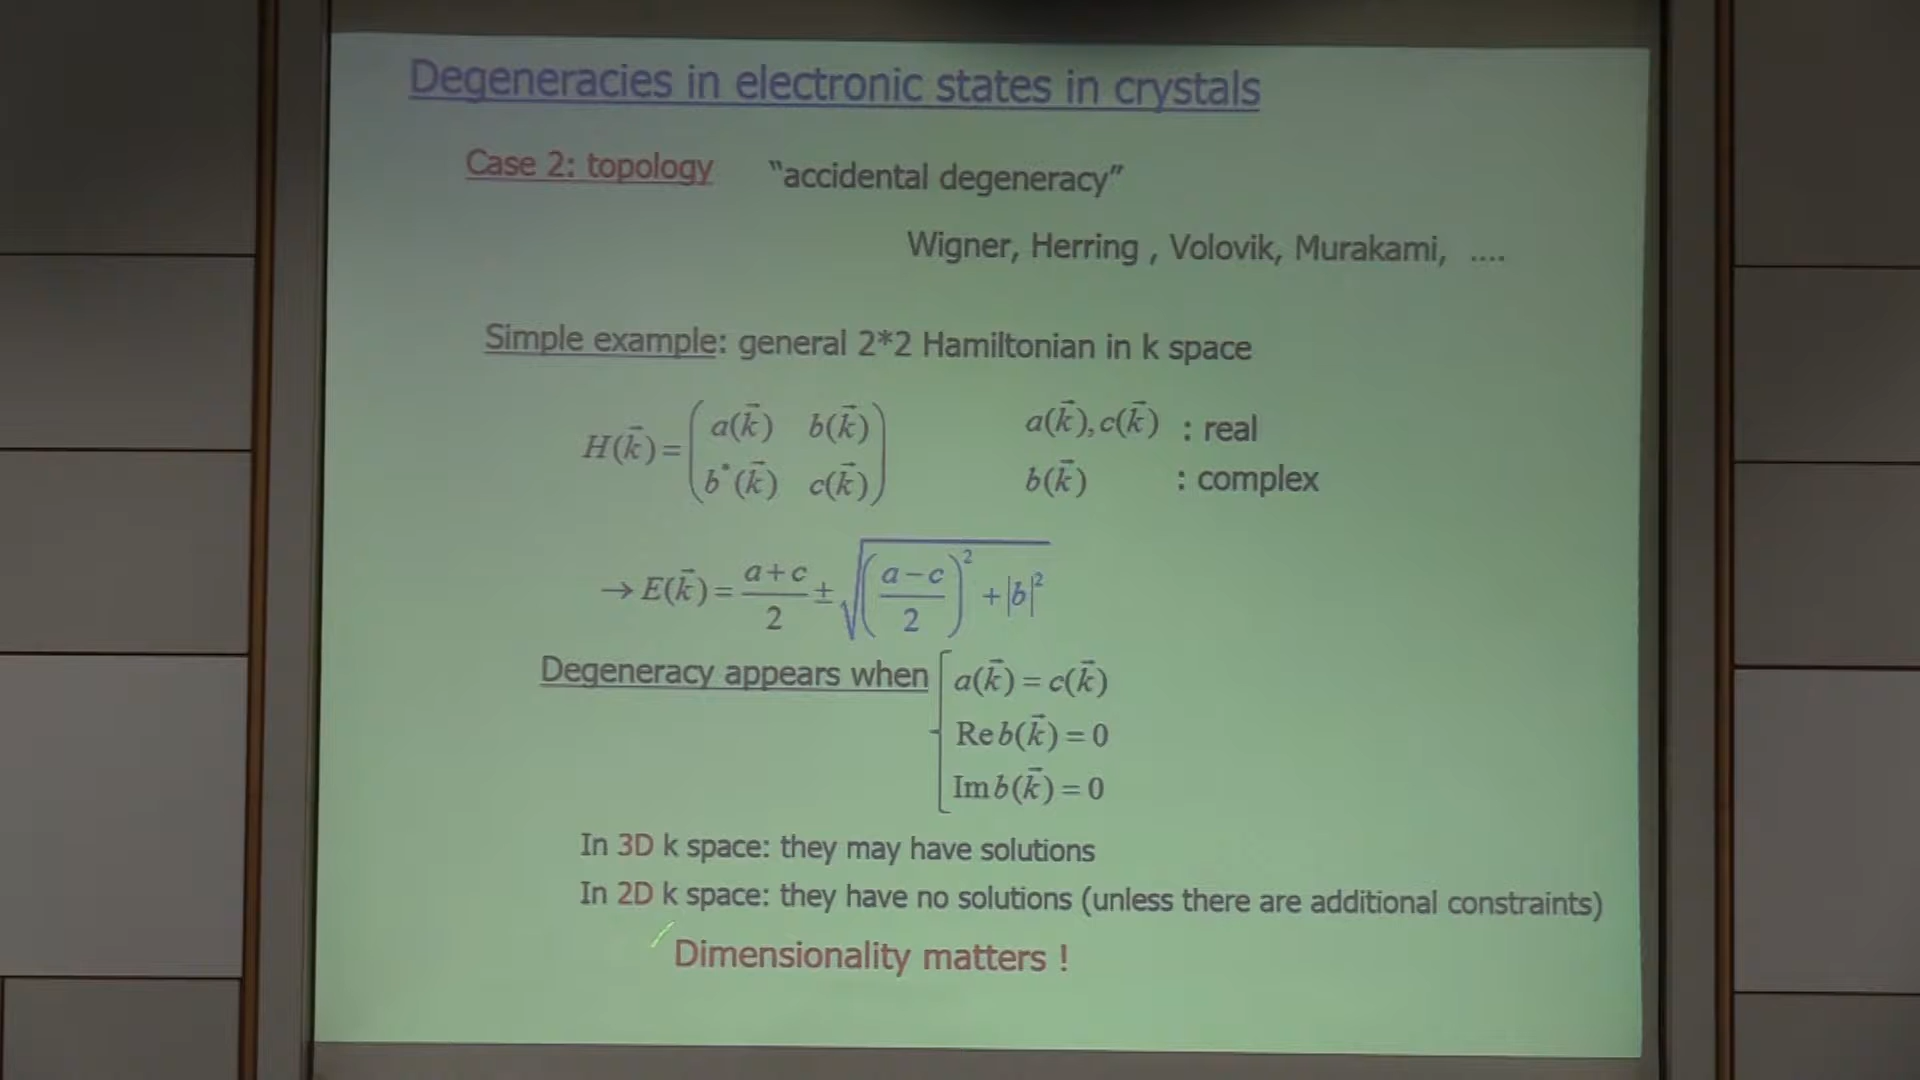 Degeneracies in electronic states in crystals
Case 2: topology "accidental degeneracy"
Wigner, Herring , Volovik, Murakami, ....
Simple example: general 2*2 Hamiltonian in k space
H(k⃗) = ( a(k⃗) b(k⃗) ; b*(k⃗) c(k⃗) )
a(k⃗), c(k⃗) : real
b(k⃗) : complex
→ E(k⃗) = (a+c)/2 ± √( ((a−c)/2)² + |b|² )
Degeneracy appears when { a(k⃗) = c(k⃗)
Re b(k⃗) = 0
Im b(k⃗) = 0
In 3D k space: they may have solutions
In 2D k space: they have no solutions (unless there are additional constraints)
Dimensionality matters !